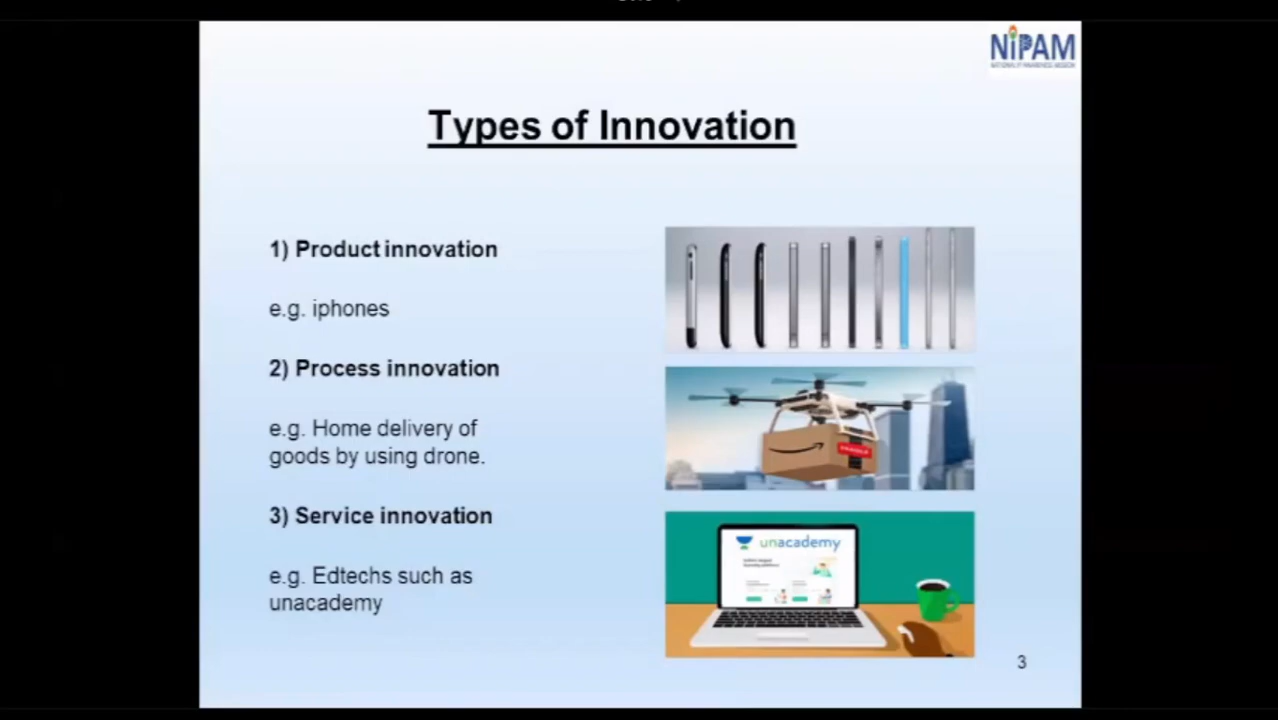 NiPAM
Types of Innovation
1) Product innovation
e.g. iphones
2) Process innovation
e.g. Home delivery of
goods by using drone.
3) Service innovation
e.g. Edtechs such as
unacademy
FRAGILE
unacademy
3